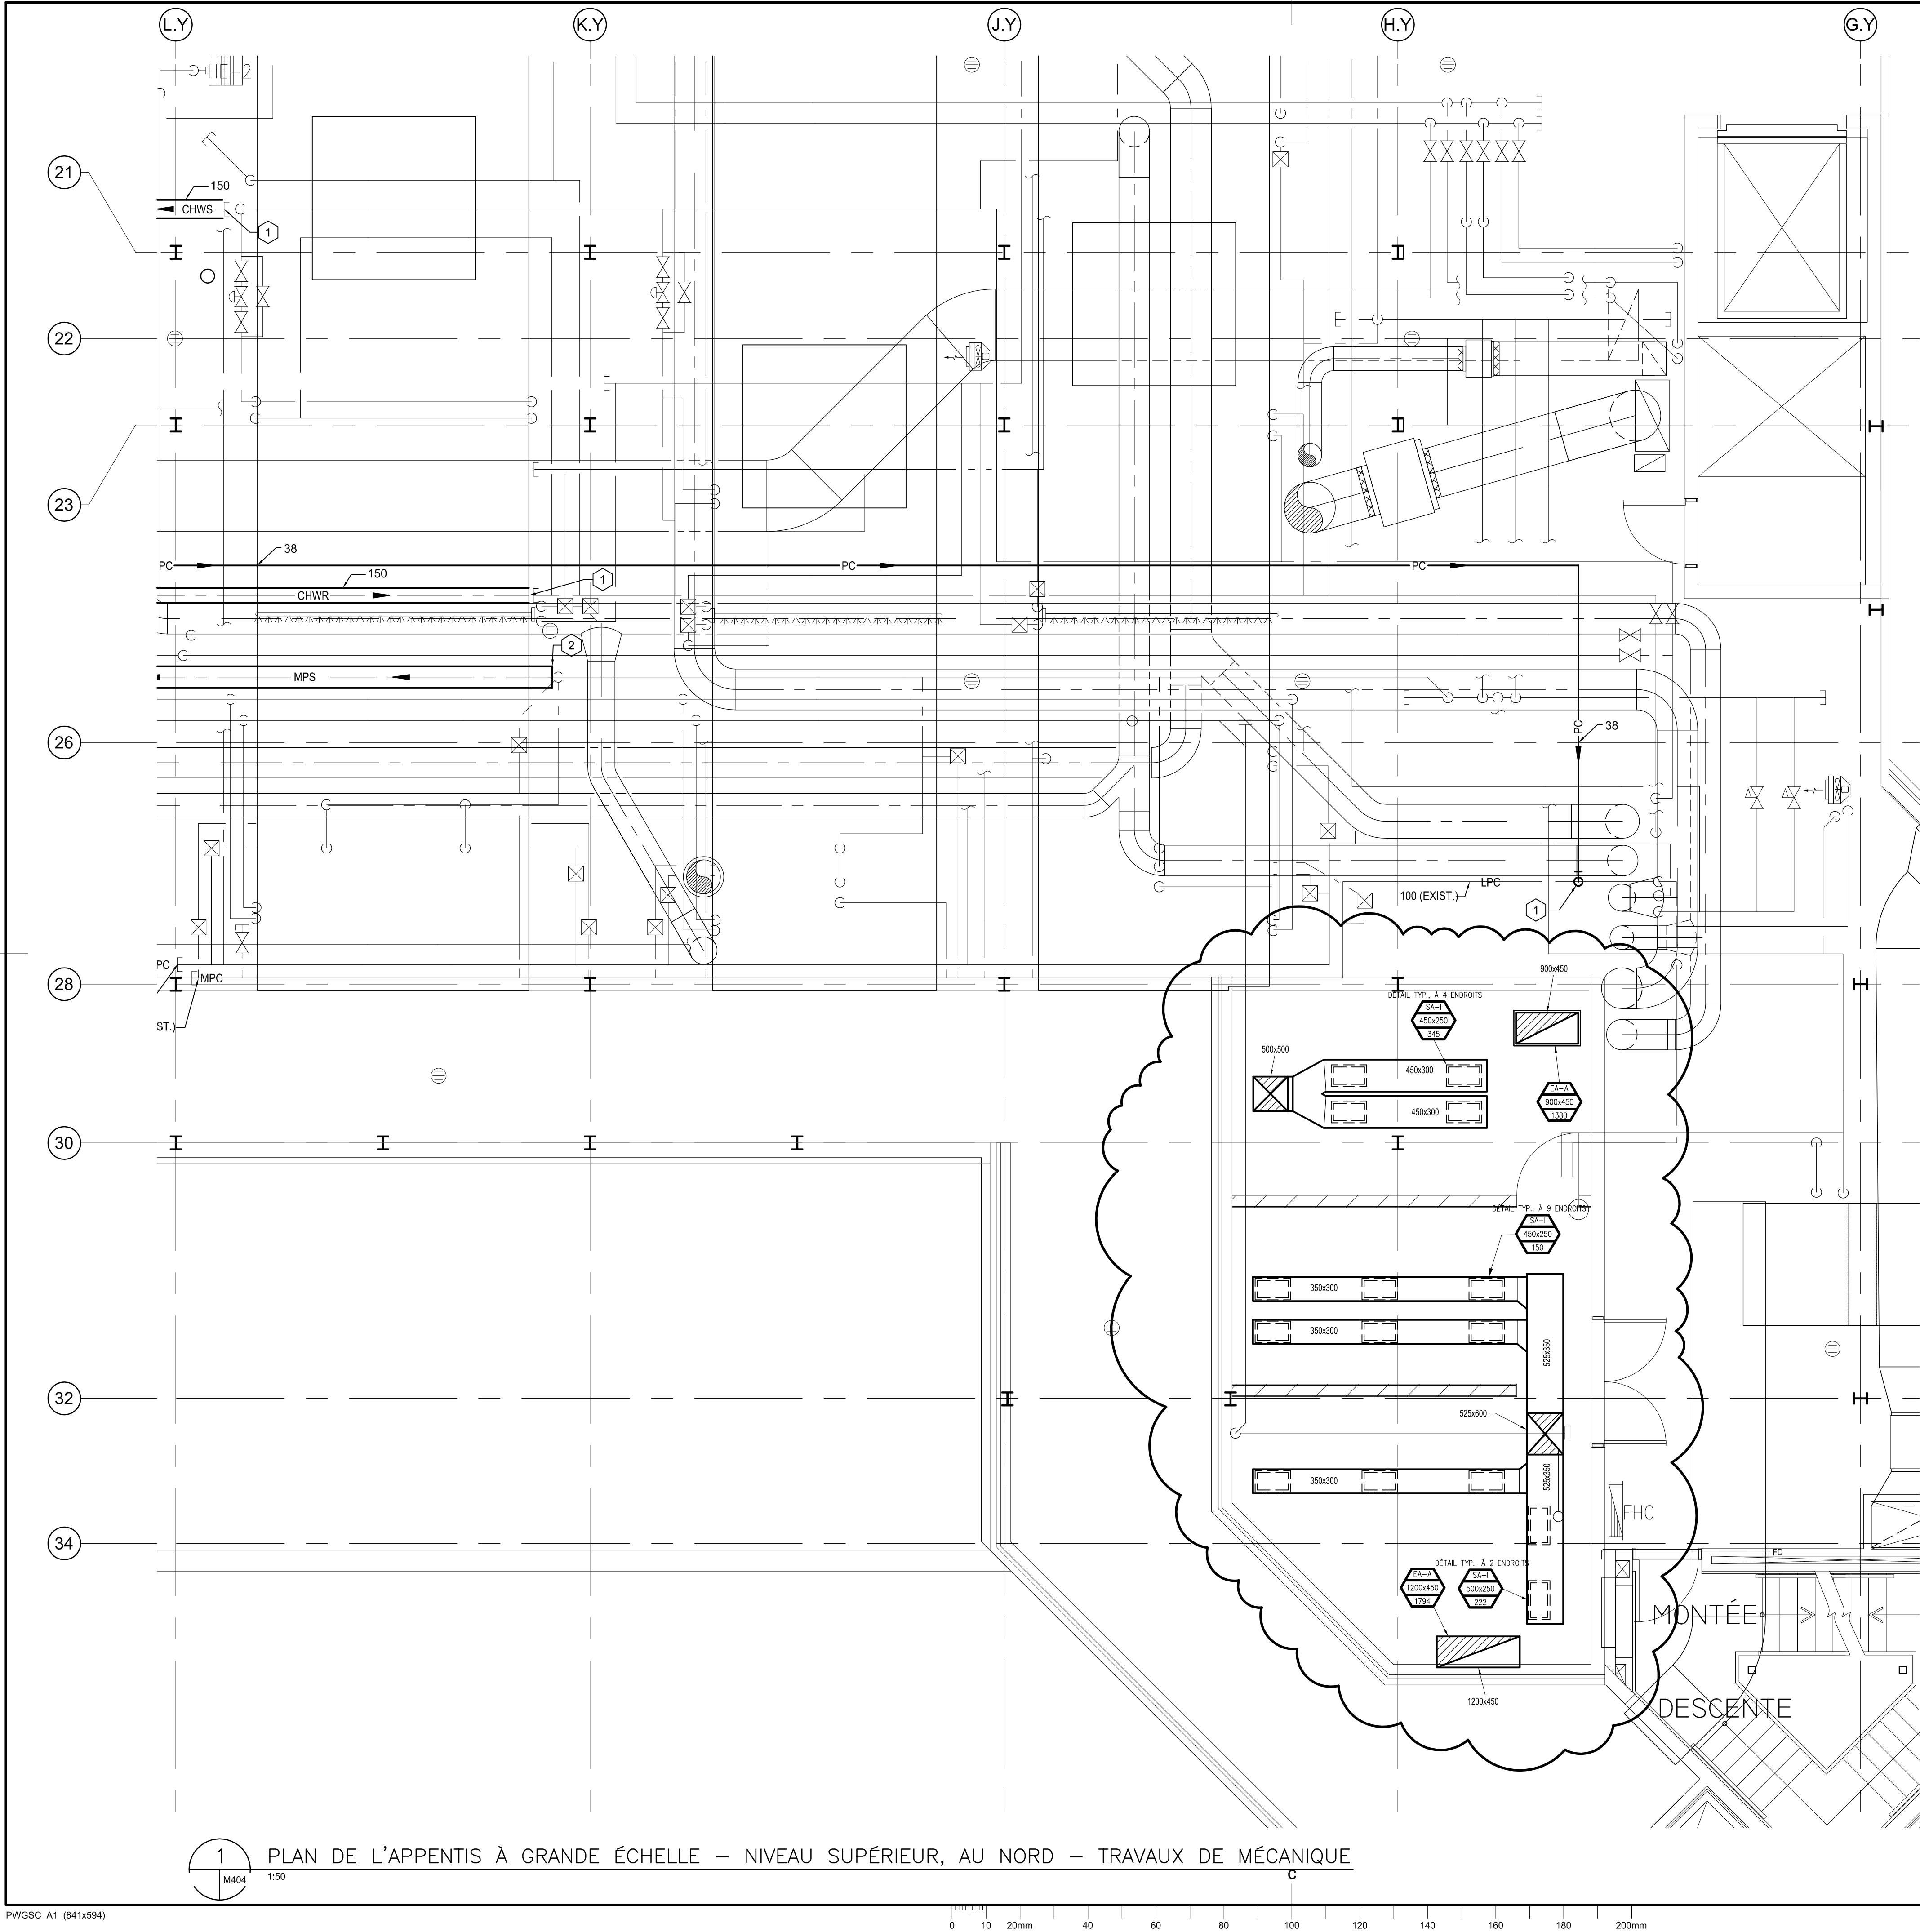 L.Y K.Y J.Y H.Y G.Y
E-2
21
150
CHWS
1
22
23
38
PC PC PC
150
CHWR
1
2
MPS
26
PC
38
LPC
100 (EXIST.)
1
PC
MPC
28
ST.)
900x450
DÉTAIL TYP., À 4 ENDROITS
SA-I
450x250
345
500x500
450x300
450x300
EA-A
900x450
1380
30
DÉTAIL TYP., À 9 ENDROITS
SA-I
450x250
150
350x300
350x300
525x350
32
525x600
350x300
525x350
FHC
34
FD
DÉTAIL TYP., À 2 ENDROITS
EA-A
1200x450
1794
SA-I
500x250
222
MONTÉE
1200x450
DESCENTE
1
M404
PLAN DE L'APPENTIS À GRANDE ÉCHELLE – NIVEAU SUPÉRIEUR, AU NORD – TRAVAUX DE MÉCANIQUE
1:50
C
PWGSC A1 (841x594)
0 10 20mm 40 60 80 100 120 140 160 180 200mm